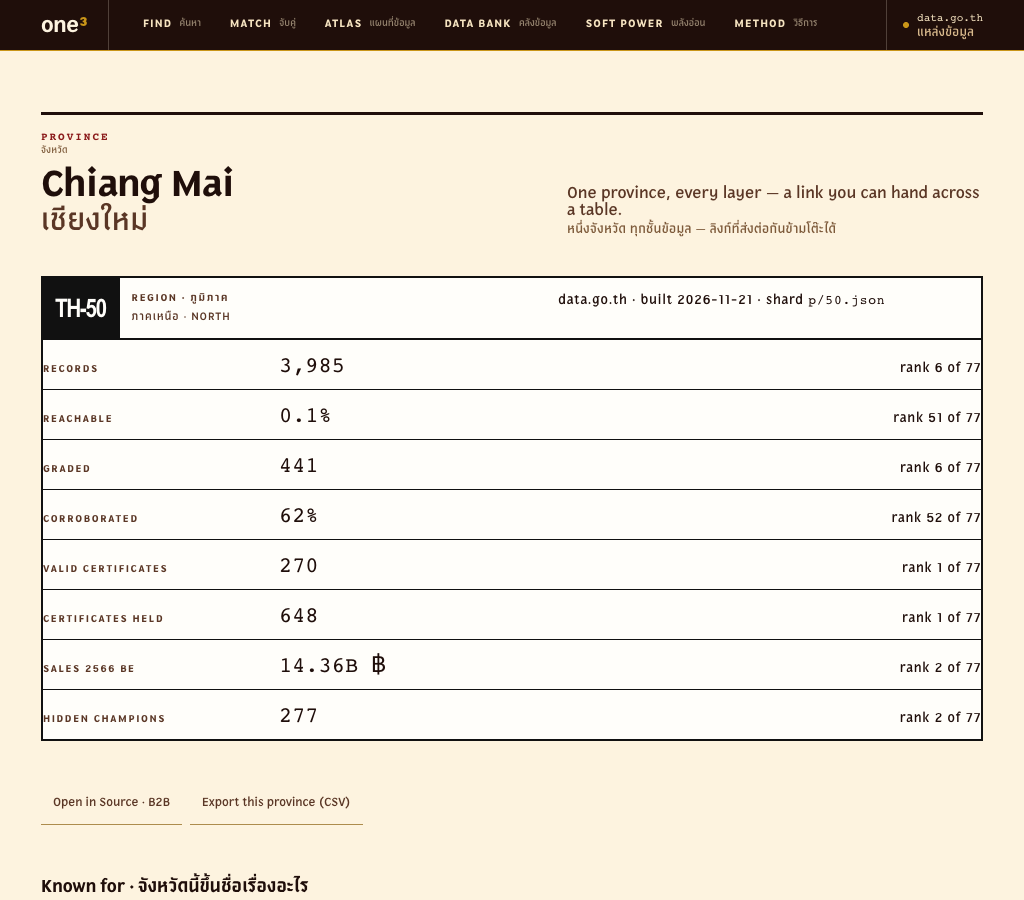 one³
FIND ค้นหา
MATCH จับคู่
ATLAS แผนที่ข้อมูล
DATA BANK คลังข้อมูล
SOFT POWER พลังอ่อน
METHOD วิธีการ
data.go.th
แหล่งข้อมูล
PROVINCE
จังหวัด
Chiang Mai
เชียงใหม่
One province, every layer — a link you can hand across
a table.
หนึ่งจังหวัด ทุกชั้นข้อมูล — ลิงก์ที่ส่งต่อกันข้ามโต๊ะได้
TH-50
REGION · ภูมิภาค
ภาคเหนือ · NORTH
data.go.th · built 2026-11-21 · shard p/50.json
RECORDS 3,985 rank 6 of 77
REACHABLE 0.1% rank 51 of 77
GRADED 441 rank 6 of 77
CORROBORATED 62% rank 52 of 77
VALID CERTIFICATES 270 rank 1 of 77
CERTIFICATES HELD 648 rank 1 of 77
SALES 2566 BE 14.36B ฿ rank 2 of 77
HIDDEN CHAMPIONS 277 rank 2 of 77
Open in Source · B2B
Export this province (CSV)
Known for · จังหวัดนี้ขึ้นชื่อเรื่องอะไร